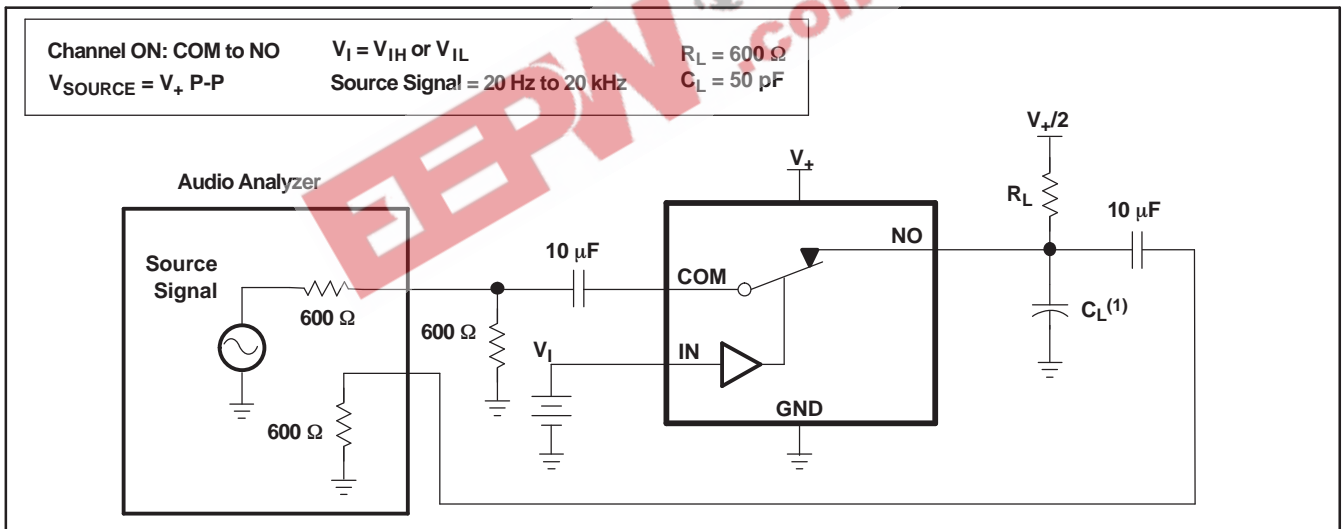 Channel ON: COM to NO
V_I = V_IH or V_IL
R_L = 600 Ω
V_SOURCE = V_+ P-P
Source Signal = 20 Hz to 20 kHz
C_L = 50 pF
EEPW.com
V_+/2
Audio Analyzer
V_+
R_L
10 μF
NO
Source
Signal
10 μF
COM
600 Ω
C_L(1)
600 Ω
V_I
IN
GND
600 Ω